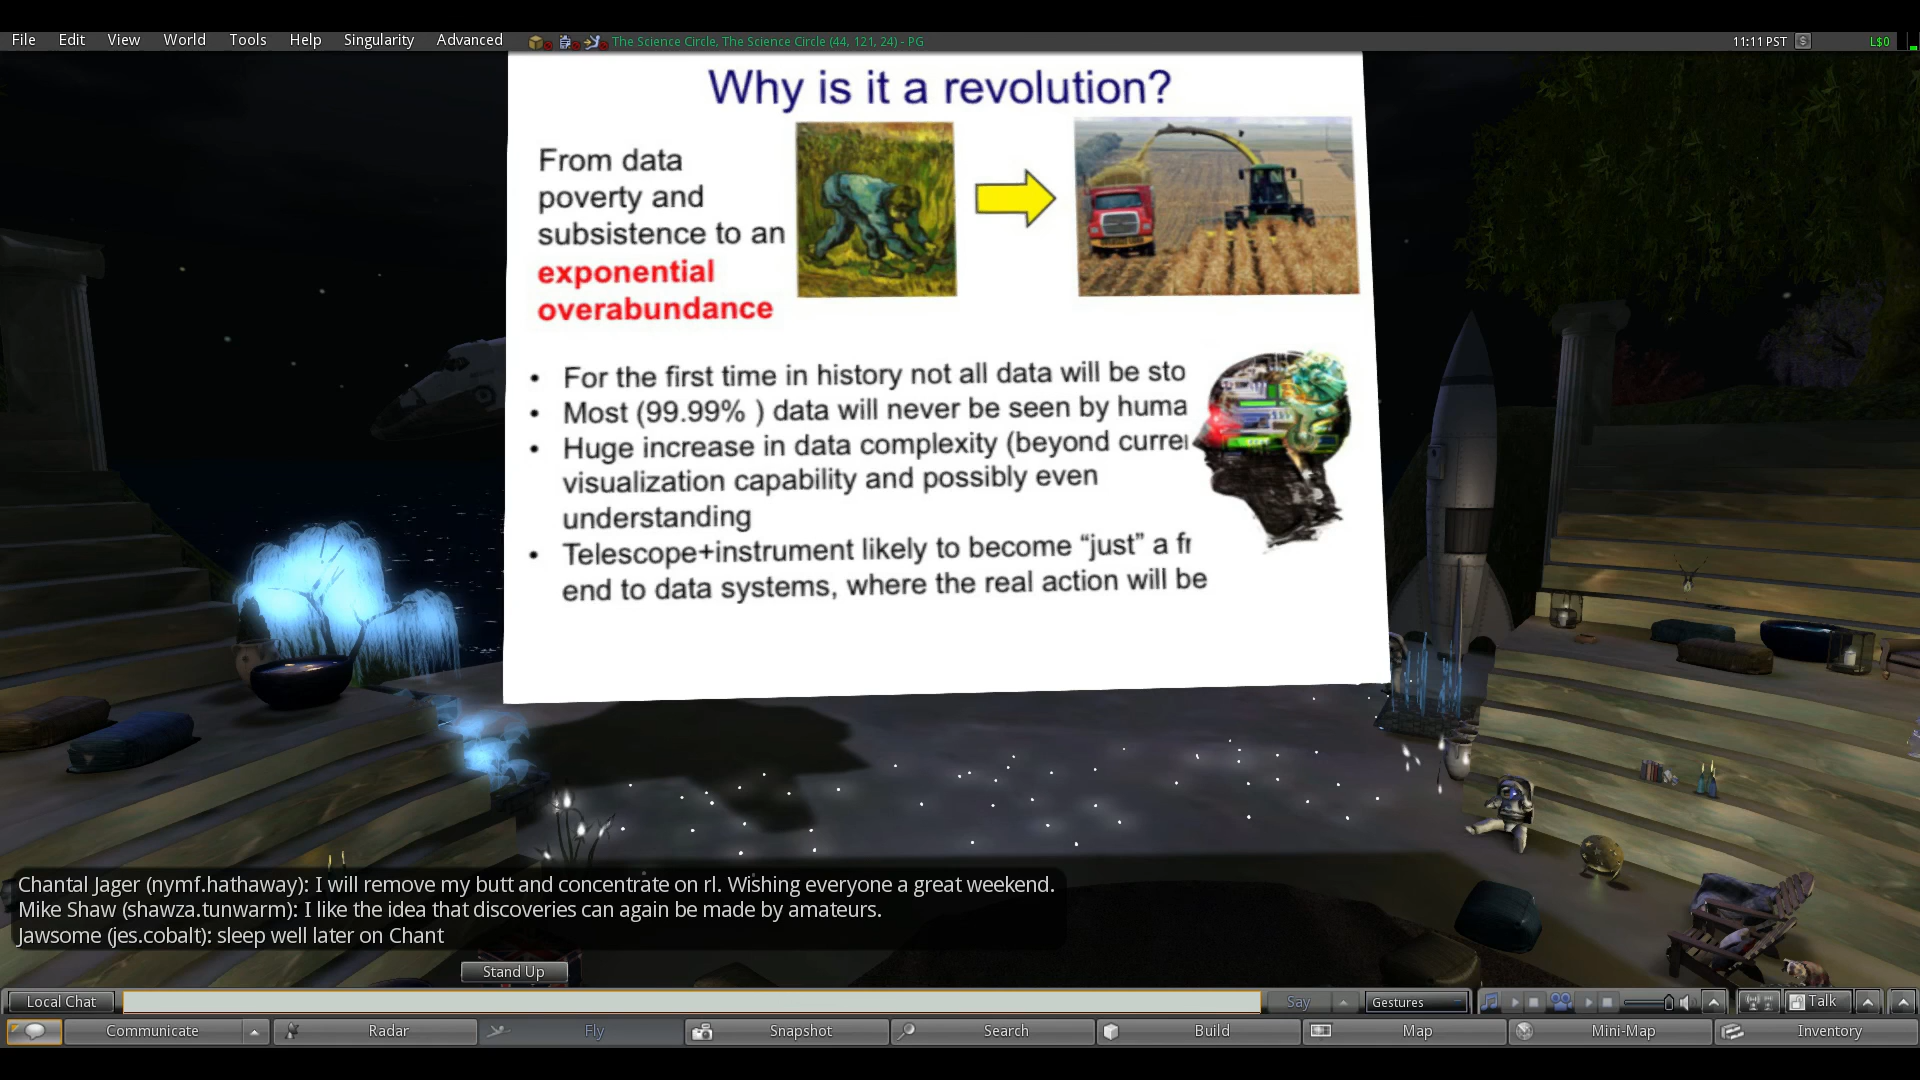 File Edit View World Tools Help Singularity Advanced The Science Circle, The Science Circle (44, 121, 24) - PG 11:11 PST S L$0
Why is it a revolution?
From data
poverty and
subsistence to an
exponential
overabundance
• For the first time in history not all data will be sto
• Most (99.99% ) data will never be seen by huma
• Huge increase in data complexity (beyond curre
visualization capability and possibly even
understanding
• Telescope+instrument likely to become “just” a fr
end to data systems, where the real action will be
Chantal Jager (nymf.hathaway): I will remove my butt and concentrate on rl. Wishing everyone a great weekend.
Mike Shaw (shawza.tunwarm): I like the idea that discoveries can again be made by amateurs.
Jawsome (jes.cobalt): sleep well later on Chant
Stand Up
Local Chat Say Gestures Talk
Communicate Radar Fly Snapshot Search Build Map Mini-Map Inventory